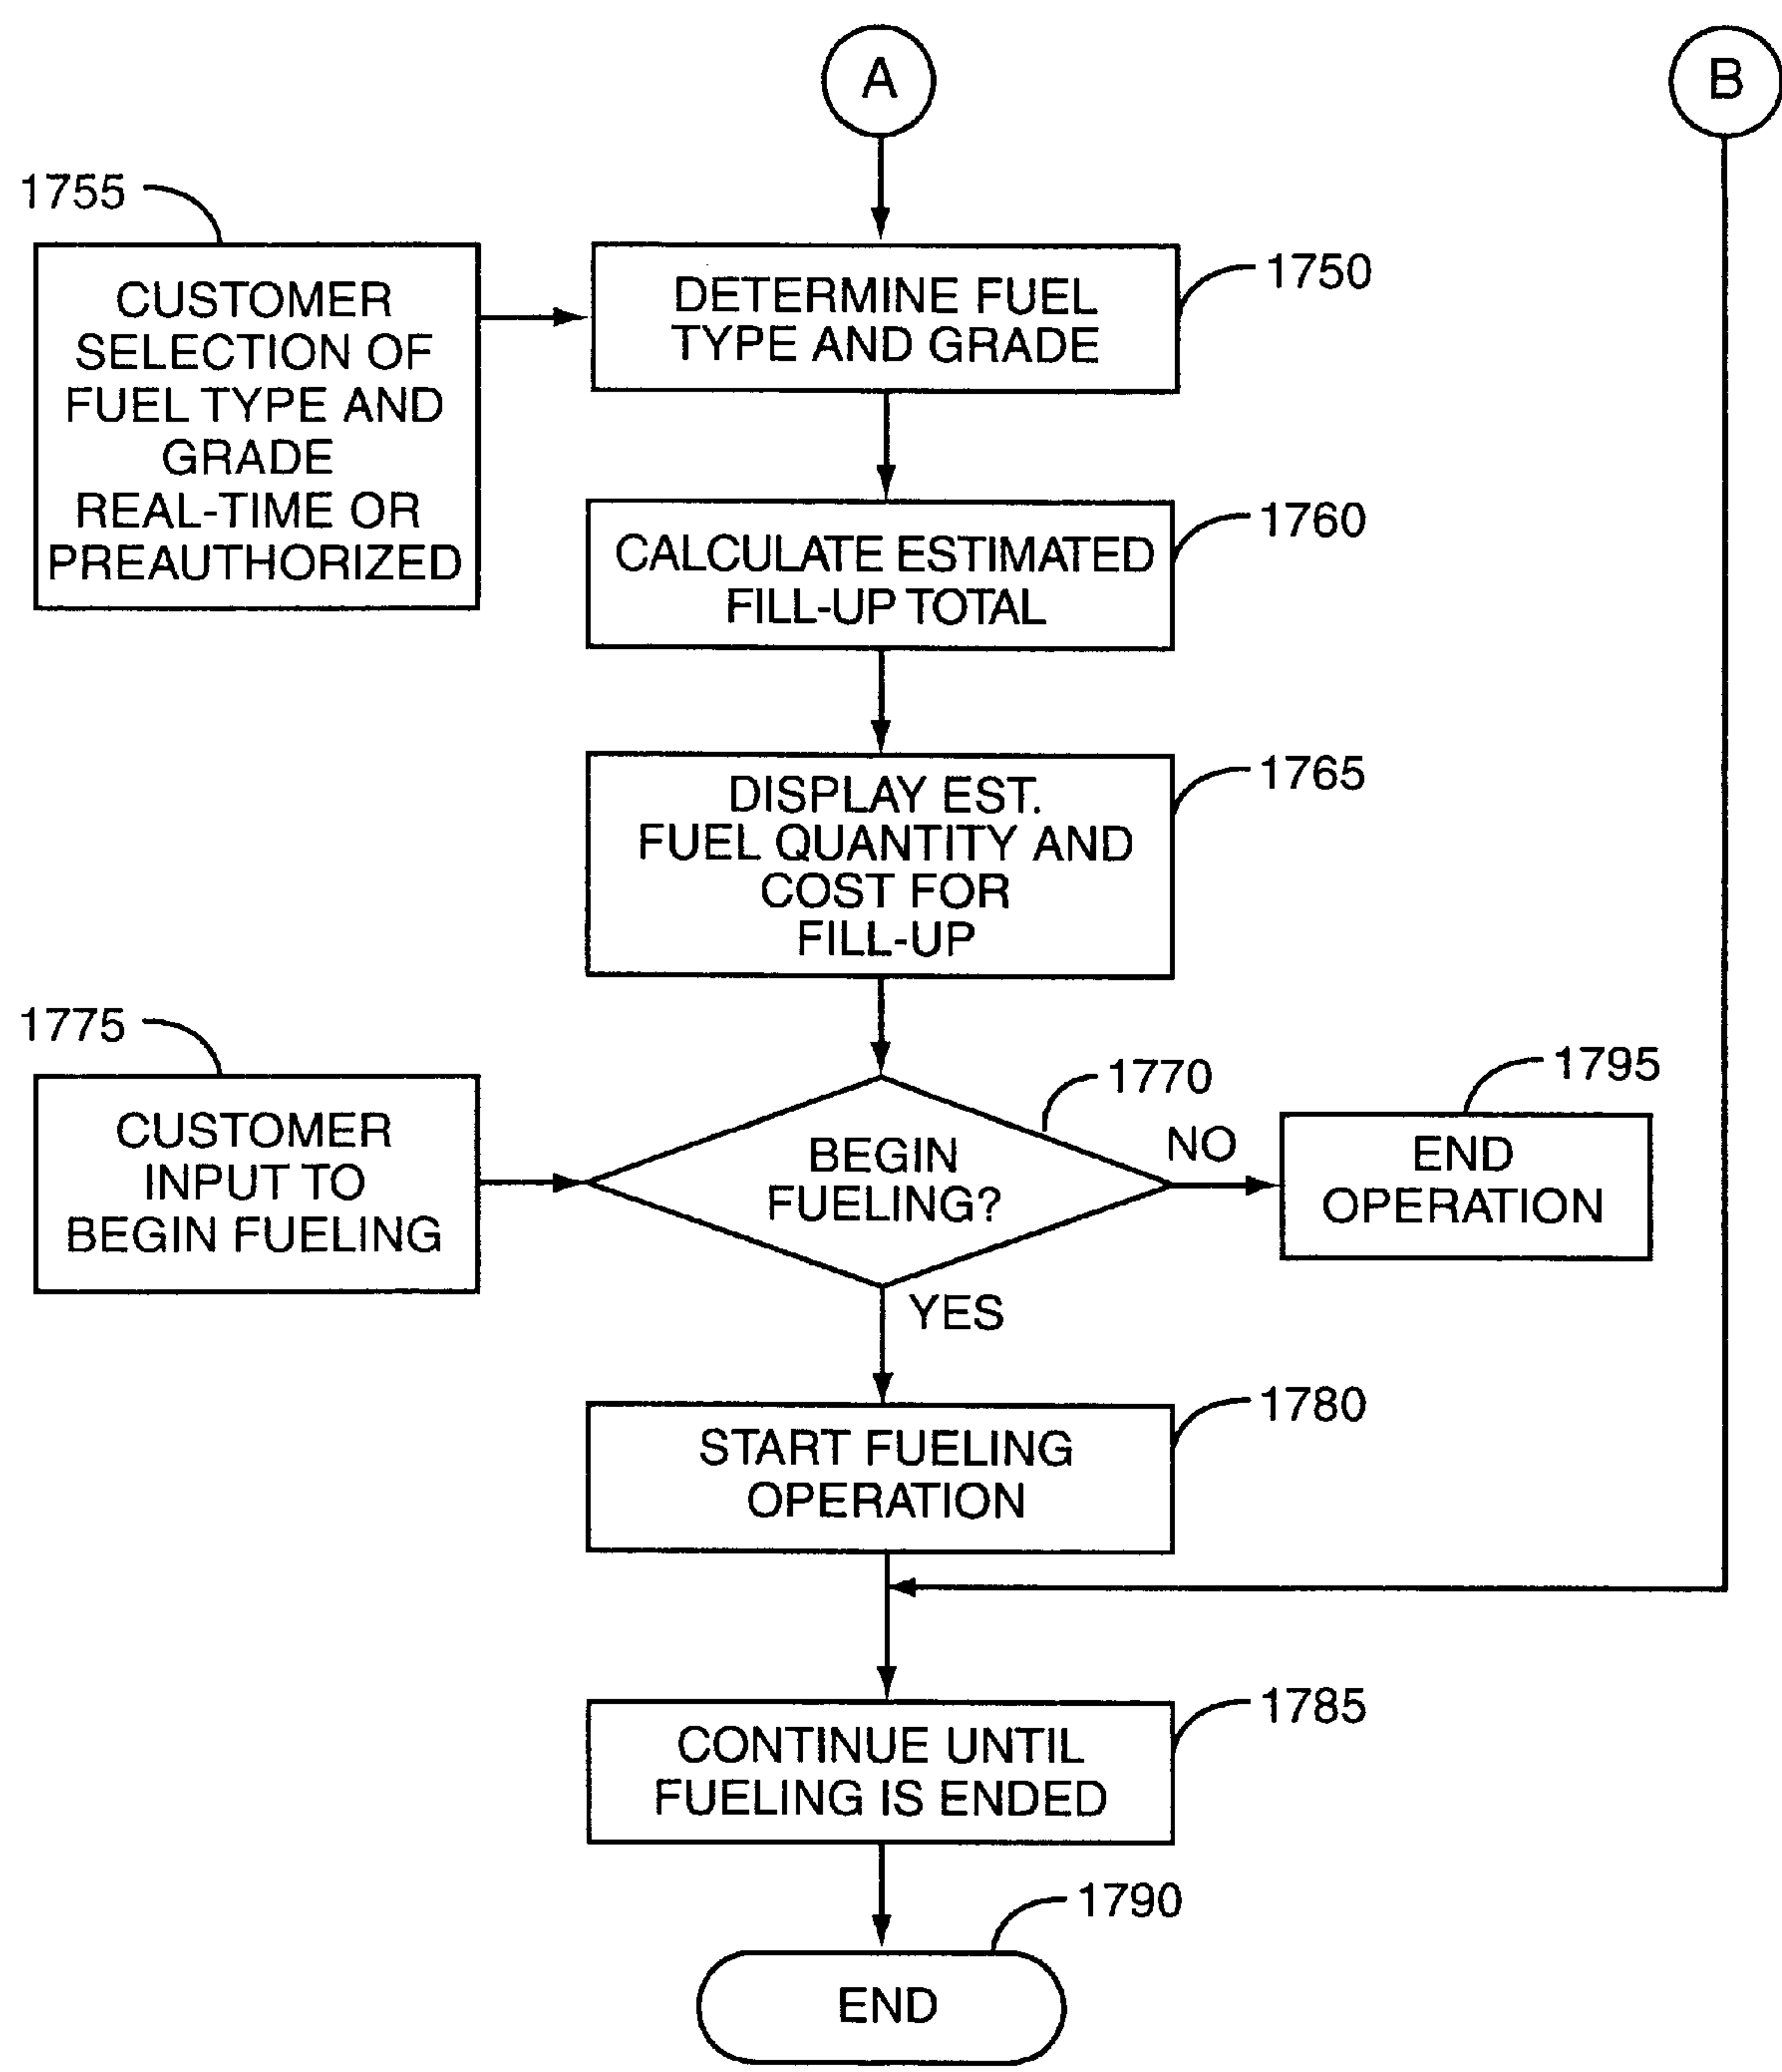 A
B
1755
CUSTOMER
SELECTION OF
FUEL TYPE AND
GRADE
REAL-TIME OR
PREAUTHORIZED
DETERMINE FUEL
TYPE AND GRADE
1750
CALCULATE ESTIMATED
FILL-UP TOTAL
1760
DISPLAY EST.
FUEL QUANTITY AND
COST FOR
FILL-UP
1765
1775
CUSTOMER
INPUT TO
BEGIN FUELING
BEGIN
FUELING?
1770
NO
1795
END
OPERATION
YES
START FUELING
OPERATION
1780
CONTINUE UNTIL
FUELING IS ENDED
1785
1790
END